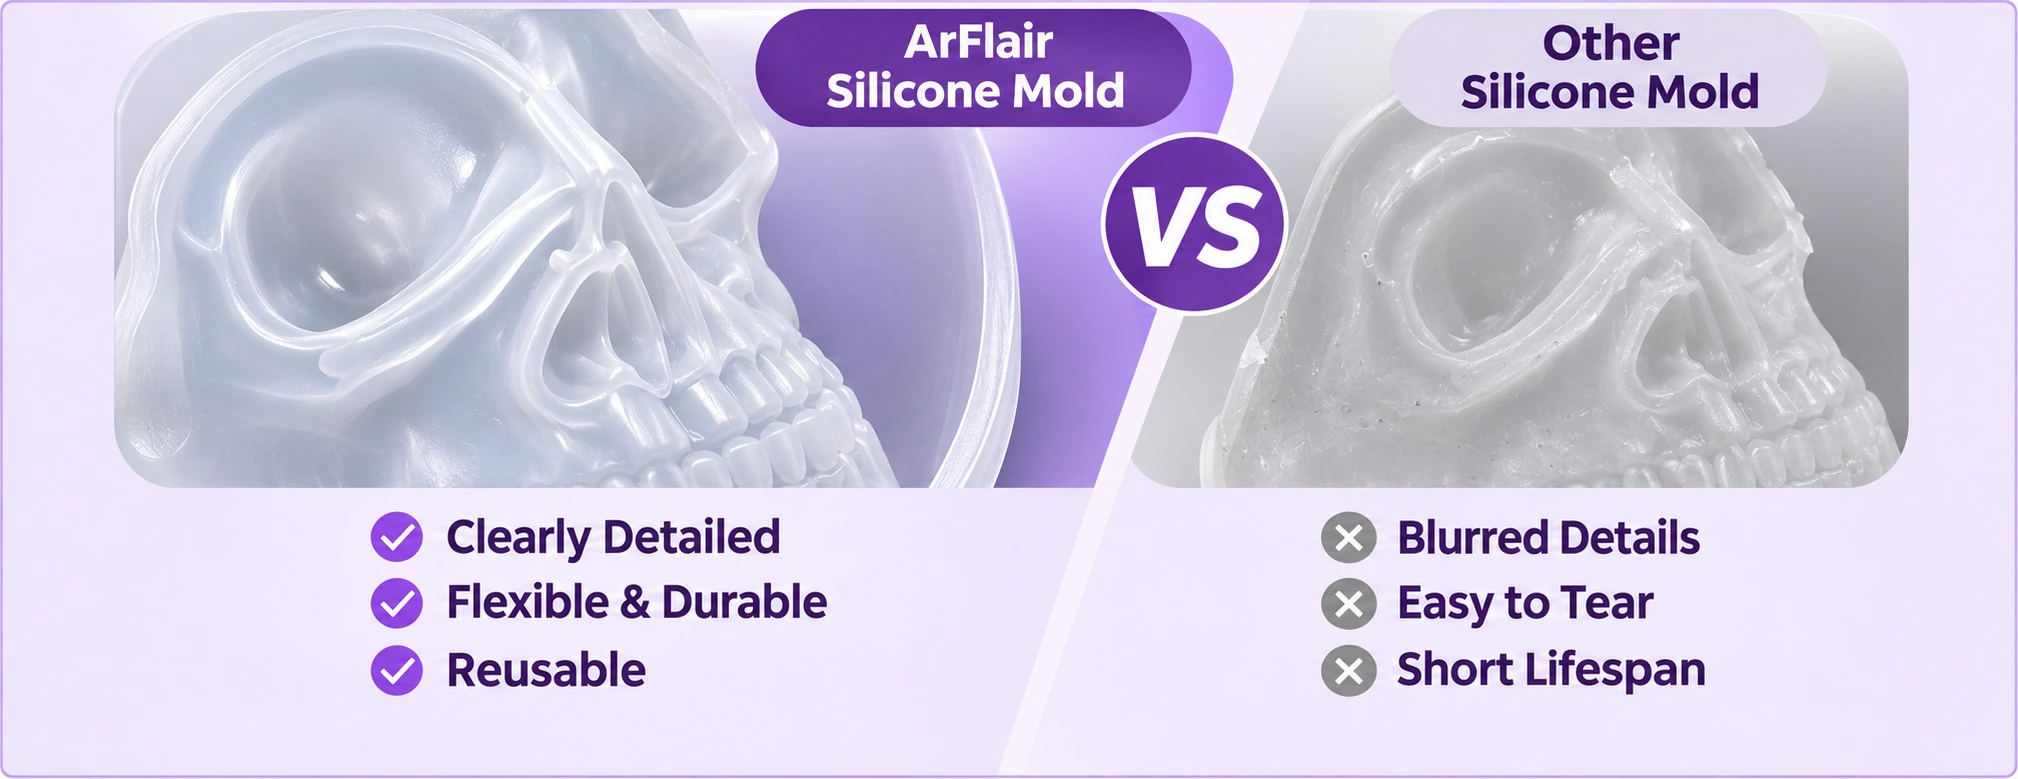 ArFlair
Silicone Mold
VS
Other
Silicone Mold
Clearly Detailed
Flexible & Durable
Reusable
Blurred Details
Easy to Tear
Short Lifespan